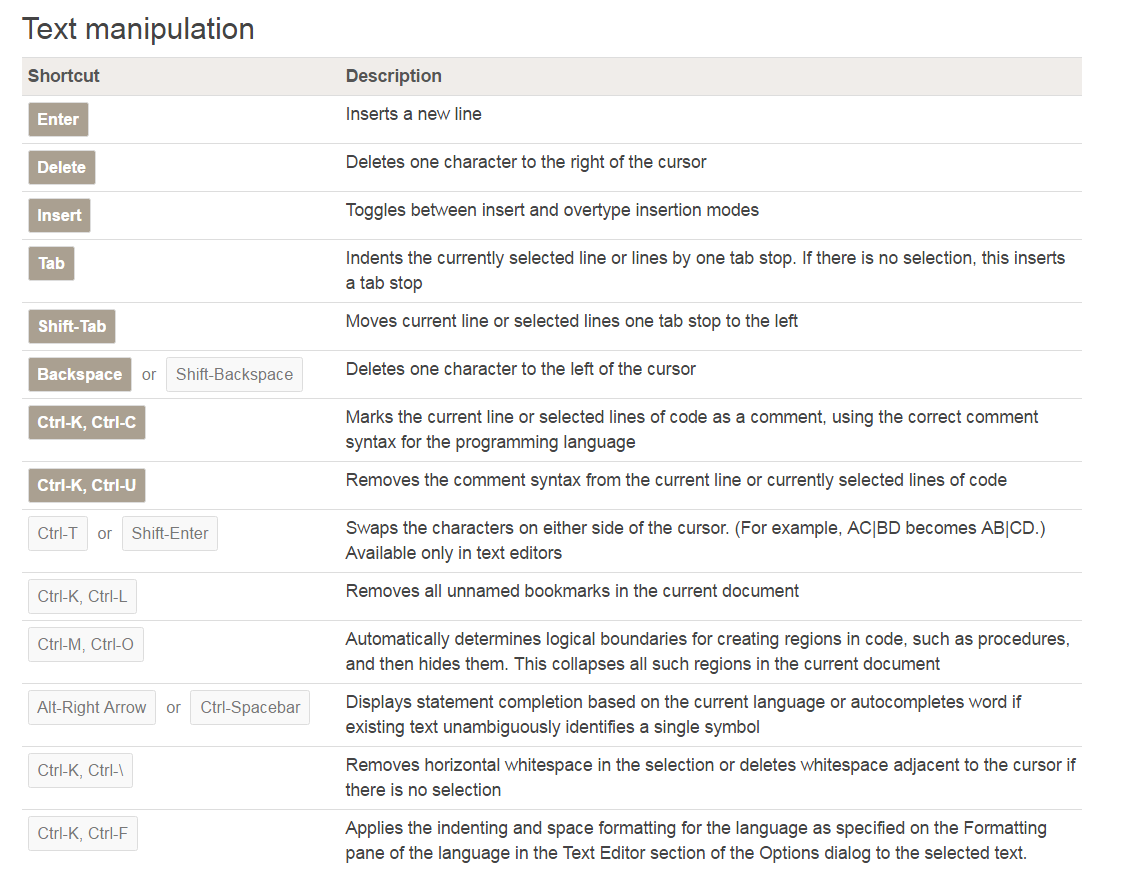 Text manipulation
Shortcut Description
Enter Inserts a new line
Delete Deletes one character to the right of the cursor
Insert Toggles between insert and overtype insertion modes
Tab Indents the currently selected line or lines by one tab stop. If there is no selection, this inserts
a tab stop
Shift-Tab Moves current line or selected lines one tab stop to the left
Backspace or Shift-Backspace Deletes one character to the left of the cursor
Ctrl-K, Ctrl-C Marks the current line or selected lines of code as a comment, using the correct comment
syntax for the programming language
Ctrl-K, Ctrl-U Removes the comment syntax from the current line or currently selected lines of code
Ctrl-T or Shift-Enter Swaps the characters on either side of the cursor. (For example, AC|BD becomes AB|CD.)
Available only in text editors
Ctrl-K, Ctrl-L Removes all unnamed bookmarks in the current document
Ctrl-M, Ctrl-O Automatically determines logical boundaries for creating regions in code, such as procedures,
and then hides them. This collapses all such regions in the current document
Alt-Right Arrow or Ctrl-Spacebar Displays statement completion based on the current language or autocompletes word if
existing text unambiguously identifies a single symbol
Ctrl-K, Ctrl-\ Removes horizontal whitespace in the selection or deletes whitespace adjacent to the cursor if
there is no selection
Ctrl-K, Ctrl-F Applies the indenting and space formatting for the language as specified on the Formatting
pane of the language in the Text Editor section of the Options dialog to the selected text.